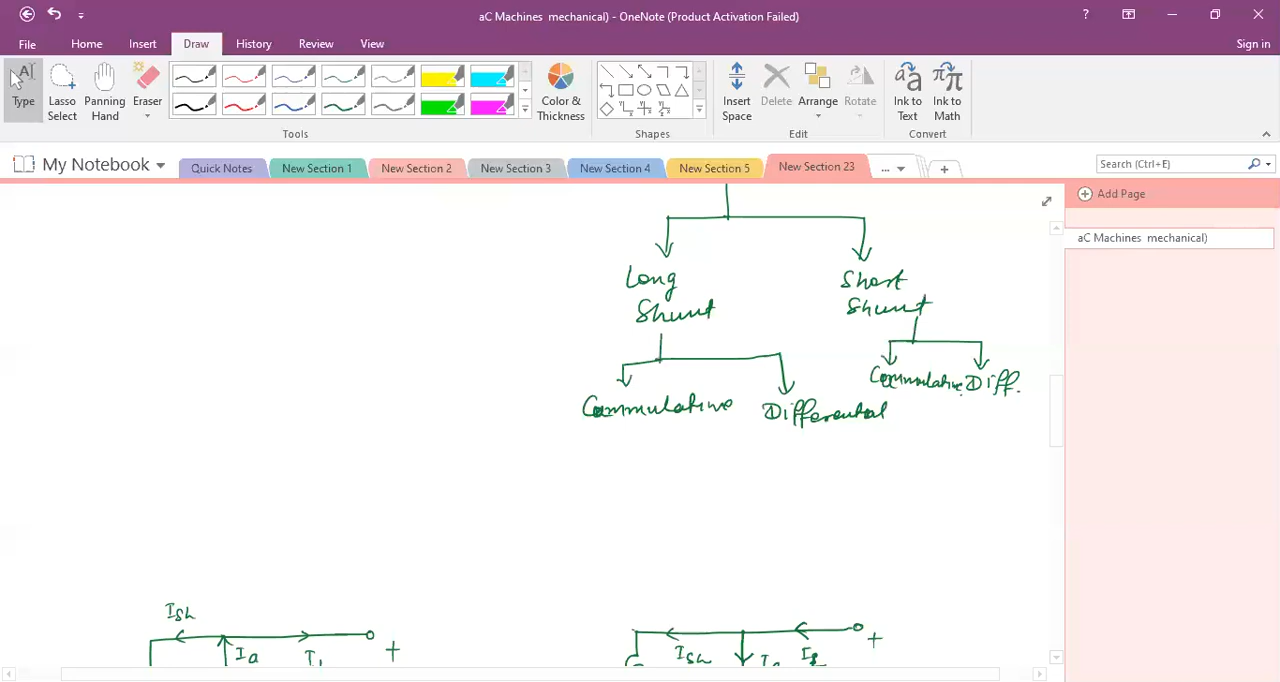 aC Machines mechanical) - OneNote (Product Activation Failed)
?
File
Home
Insert
Draw
History
Review
View
Sign in
Type
Lasso
Select
Panning
Hand
Eraser
Color &
Thickness
Insert
Space
Delete
Arrange
Rotate
Ink to
Text
Ink to
Math
Tools
Shapes
Edit
Convert
My Notebook
Quick Notes
New Section 1
New Section 2
New Section 3
New Section 4
New Section 5
New Section 23
...
Search (Ctrl+E)
Add Page
aC Machines mechanical)
Long
Shunt
Short
Shunt
Cummulative
Differential
Cummulative
Diff.
Ish
Ia
+
Ish
+